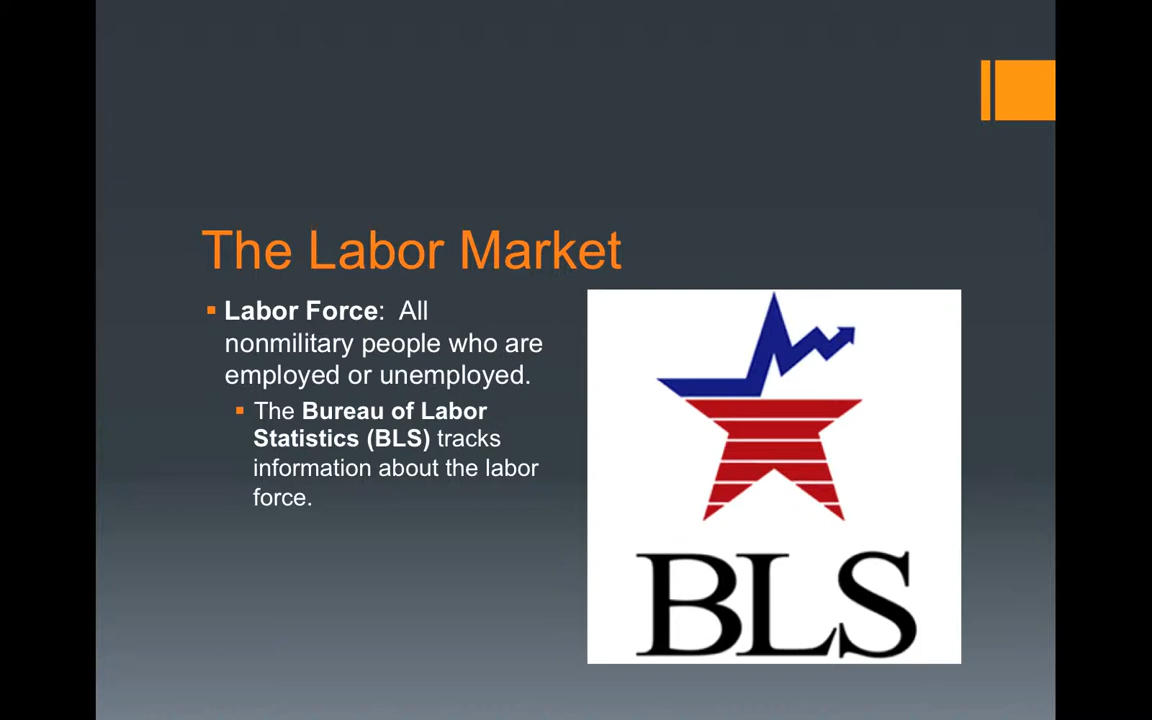 The Labor Market
Labor Force:  All
nonmilitary people who are
employed or unemployed.
The Bureau of Labor
Statistics (BLS) tracks
information about the labor
force.
BLS